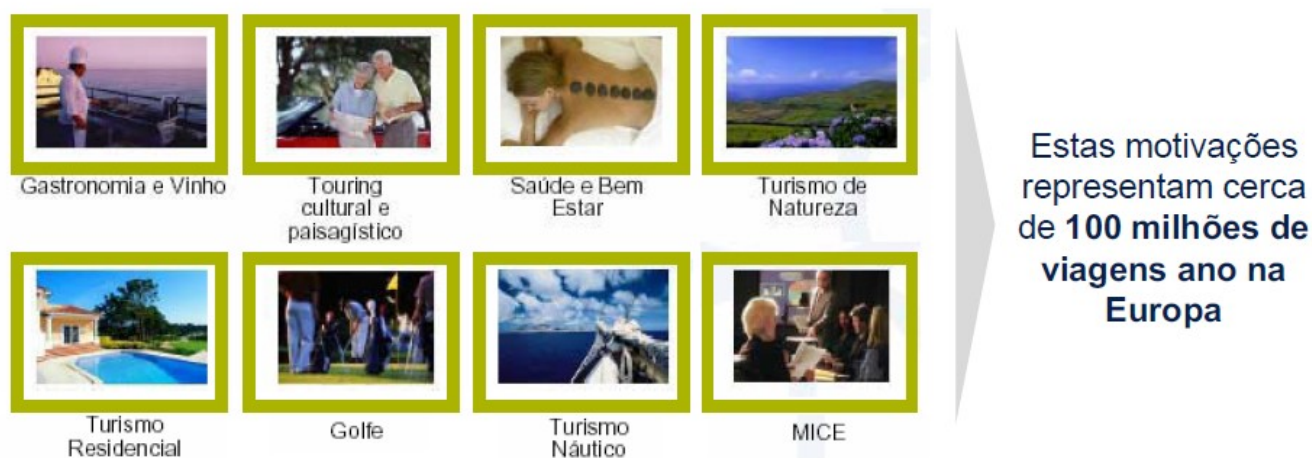 Gastronomia e Vinho
Touring
cultural e
paisagístico
Saúde e Bem
Estar
Turismo de
Natureza
Turismo
Residencial
Golfe
Turismo
Náutico
MICE
Estas motivações
representam cerca
de 100 milhões de
viagens ano na
Europa